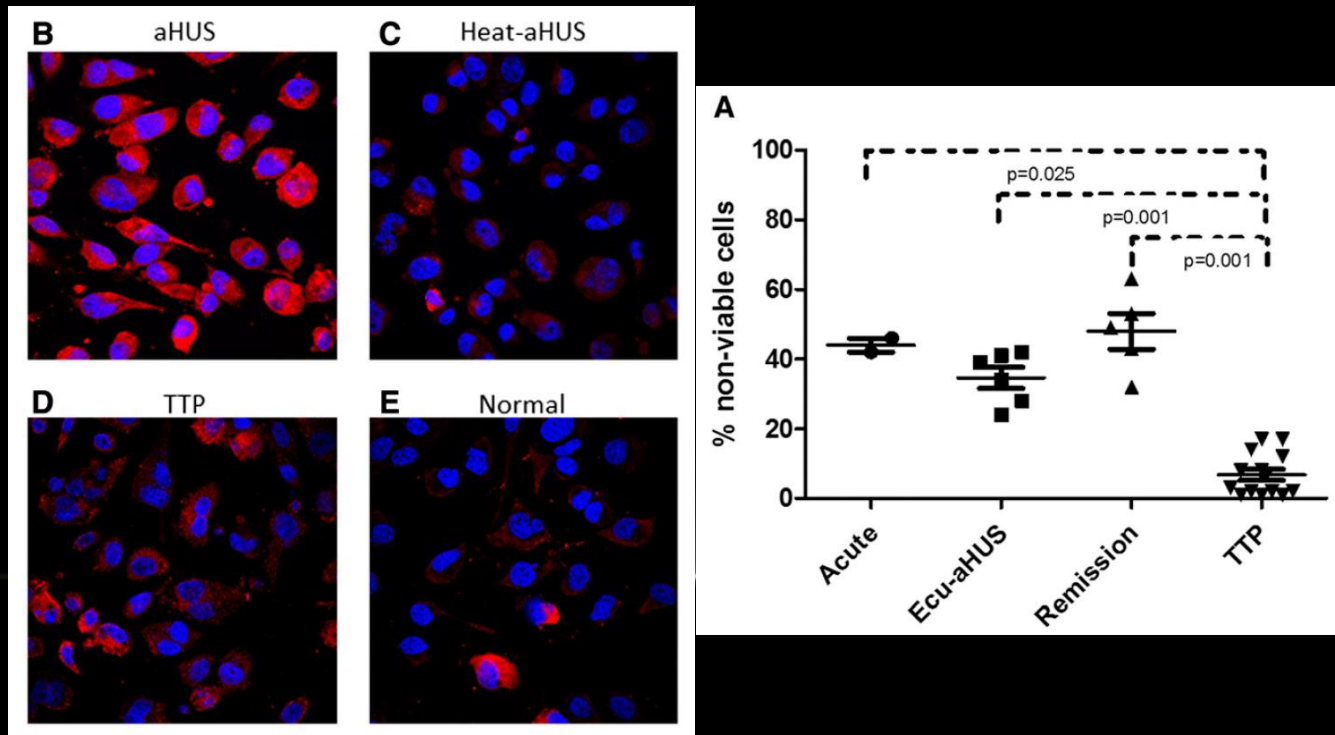 B aHUS
C Heat-aHUS
D TTP
E Normal
A
% non-viable cells
100
80
60
40
20
0
p=0.025
p=0.001
p=0.001
Acute
Ecu-aHUS
Remission
TTP